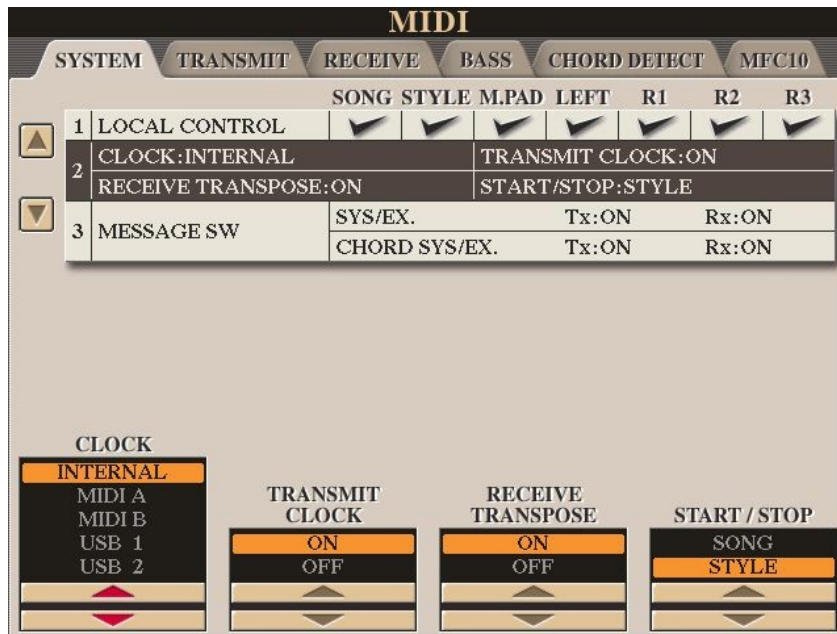 MIDI
SYSTEM TRANSMIT RECEIVE BASS CHORD DETECT MFC10
SONG STYLE M.PAD LEFT R1 R2 R3
1 LOCAL CONTROL
2 CLOCK:INTERNAL TRANSMIT CLOCK:ON
RECEIVE TRANSPOSE:ON START/STOP:STYLE
3 MESSAGE SW SYS/EX. Tx:ON Rx:ON
CHORD SYS/EX. Tx:ON Rx:ON
CLOCK
INTERNAL
MIDI A
MIDI B
USB 1
USB 2
TRANSMIT
CLOCK
ON
OFF
RECEIVE
TRANSPOSE
ON
OFF
START / STOP
SONG
STYLE